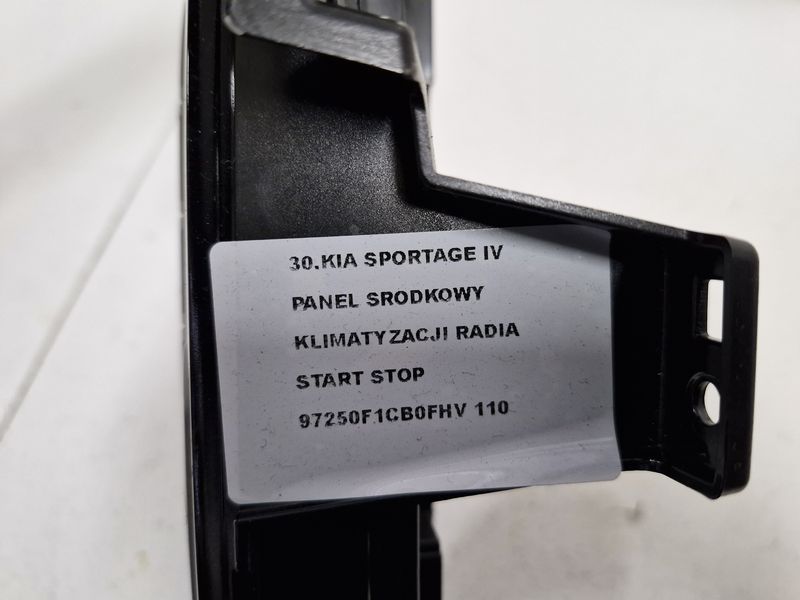 30.KIA SPORTAGE IV
PANEL SRODKOWY
KLIMATYZACJI RADIA
START STOP
97250F1CB0FHV 110